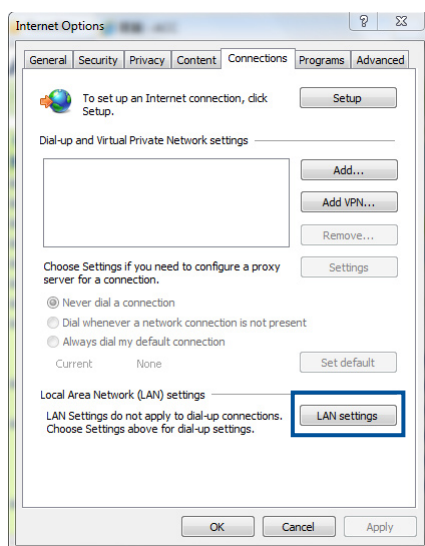 Internet Options
General Security Privacy Content Connections Programs Advanced
To set up an Internet connection, click
Setup.
Setup
Dial-up and Virtual Private Network settings
Add...
Add VPN...
Remove...
Choose Settings if you need to configure a proxy
server for a connection.
Settings
Never dial a connection
Dial whenever a network connection is not present
Always dial my default connection
Current None
Set default
Local Area Network (LAN) settings
LAN Settings do not apply to dial-up connections.
Choose Settings above for dial-up settings.
LAN settings
OK Cancel Apply